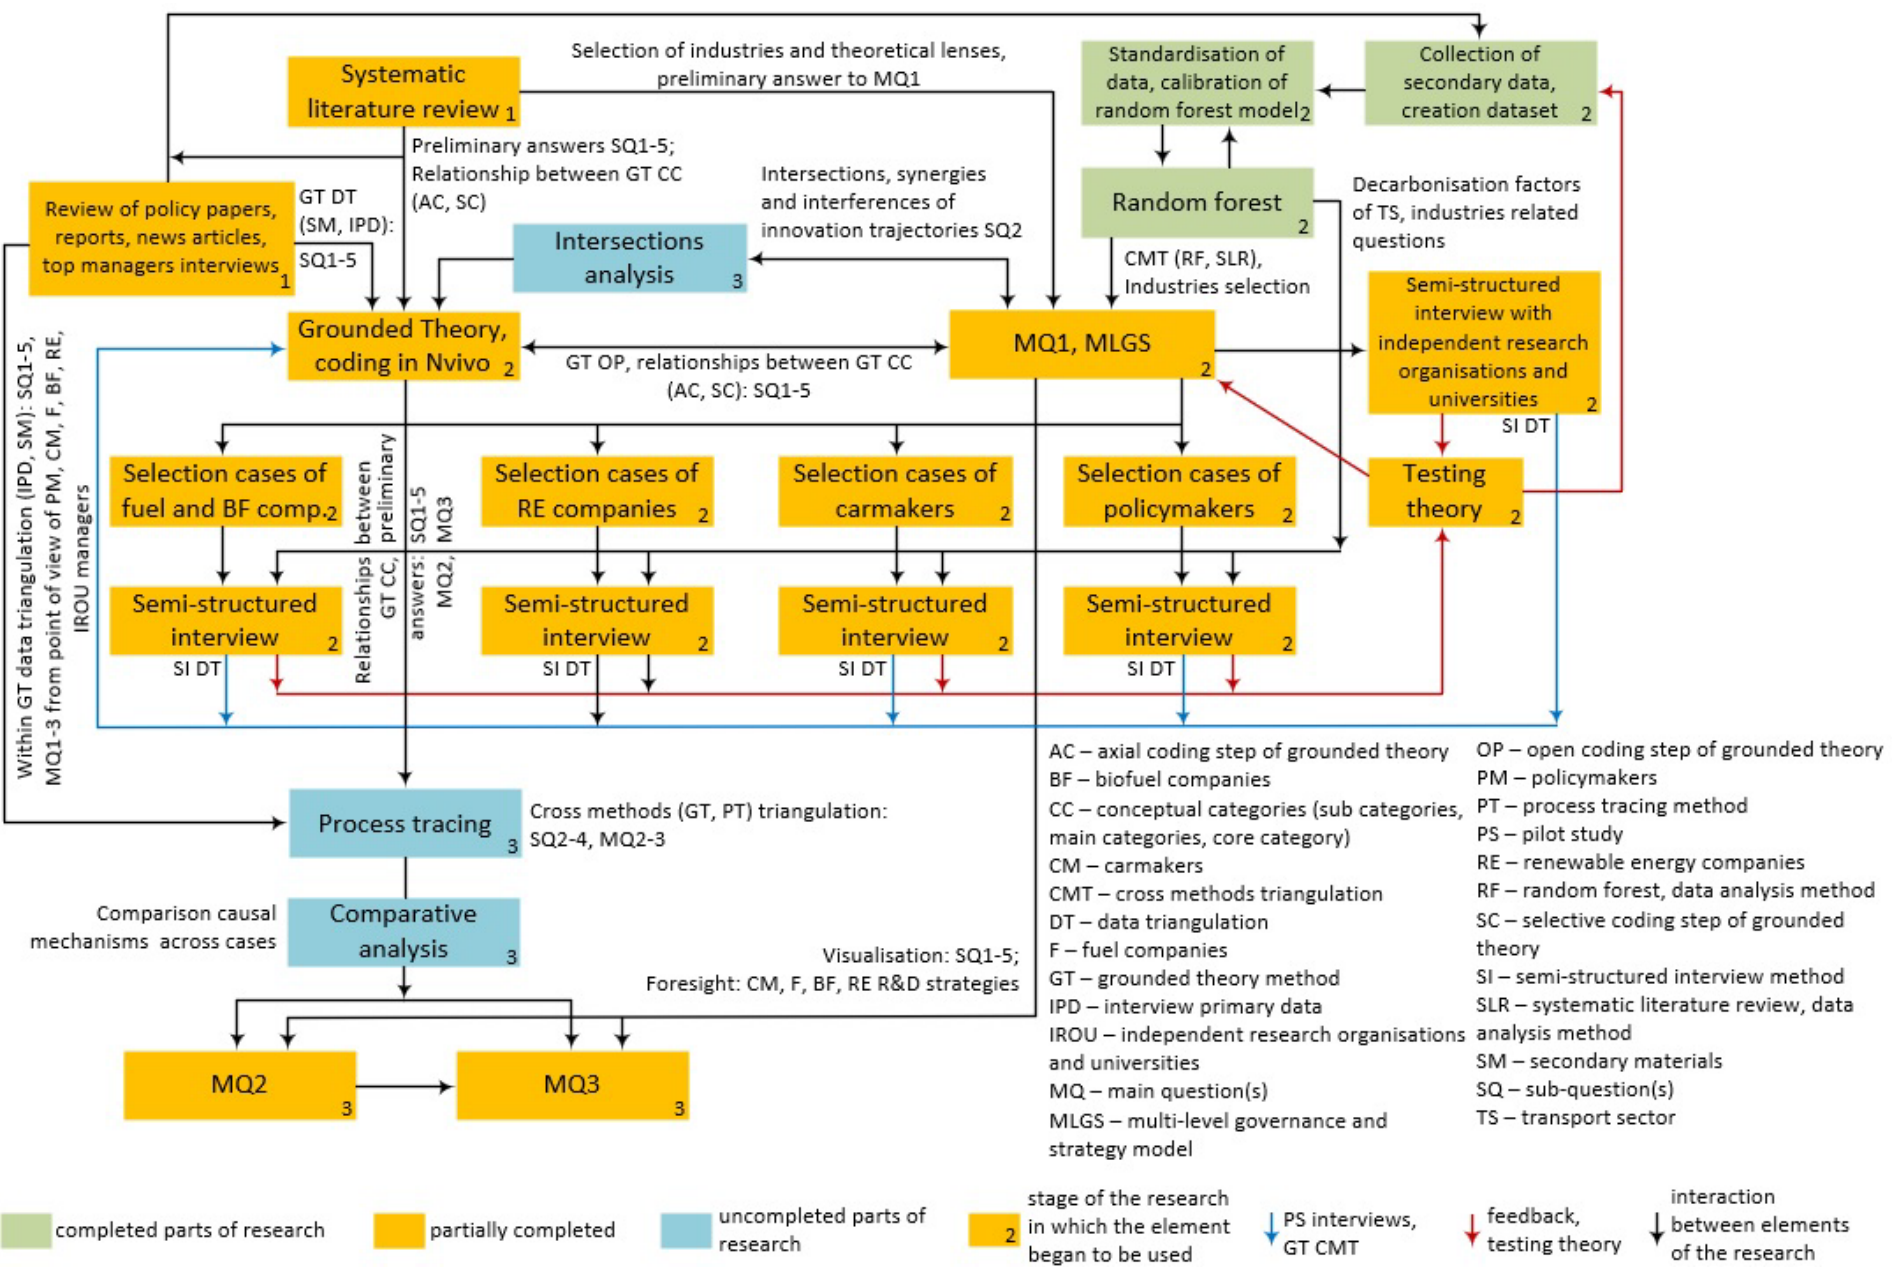 Systematic
literature review 1
Selection of industries and theoretical lenses,
preliminary answer to MQ1
Standardisation of
data, calibration of
random forest model2
Collection of
secondary data,
creation dataset 2
Preliminary answers SQ1-5;
Relationship between GT CC
(AC, SC)
Review of policy papers,
reports, news articles,
top managers interviews 1
GT DT
(SM, IPD):
SQ1-5
Intersections
analysis 3
Intersections, synergies
and interferences of
innovation trajectories SQ2
Random forest
2
CMT (RF, SLR),
Industries selection
Decarbonisation factors
of TS, industries related
questions
Semi-structured
interview with
independent research
organisations and
universities 2
SI DT
Grounded Theory,
coding in Nvivo 2
GT OP, relationships between GT CC
(AC, SC): SQ1-5
MQ1, MLGS
2
Within GT data triangulation (IPD, SM): SQ1-5,
MQ1-3 from point of view of PM, CM, F, BF, RE,
IROU managers
Relationships between
GT CC, preliminary
answers: SQ1-5
MQ2, MQ3
Selection cases of
fuel and BF comp.2
Selection cases of
RE companies 2
Selection cases of
carmakers 2
Selection cases of
policymakers 2
Testing
theory 2
Semi-structured
interview 2
SI DT
Semi-structured
interview 2
SI DT
Semi-structured
interview 2
SI DT
Semi-structured
interview 2
SI DT
Process tracing
3
Cross methods (GT, PT) triangulation:
SQ2-4, MQ2-3
Comparison causal
mechanisms across cases
Comparative
analysis 3
Visualisation: SQ1-5;
Foresight: CM, F, BF, RE R&D strategies
MQ2
3
MQ3
3
AC – axial coding step of grounded theory
BF – biofuel companies
CC – conceptual categories (sub categories,
main categories, core category)
CM – carmakers
CMT – cross methods triangulation
DT – data triangulation
F – fuel companies
GT – grounded theory method
IPD – interview primary data
IROU – independent research organisations
and universities
MQ – main question(s)
MLGS – multi-level governance and
strategy model
OP – open coding step of grounded theory
PM – policymakers
PT – process tracing method
PS – pilot study
RE – renewable energy companies
RF – random forest, data analysis method
SC – selective coding step of grounded
theory
SI – semi-structured interview method
SLR – systematic literature review, data
analysis method
SM – secondary materials
SQ – sub-question(s)
TS – transport sector
completed parts of research
partially completed
uncompleted parts of
research
2
stage of the research
in which the element
began to be used
PS interviews,
GT CMT
feedback,
testing theory
interaction
between elements
of the research